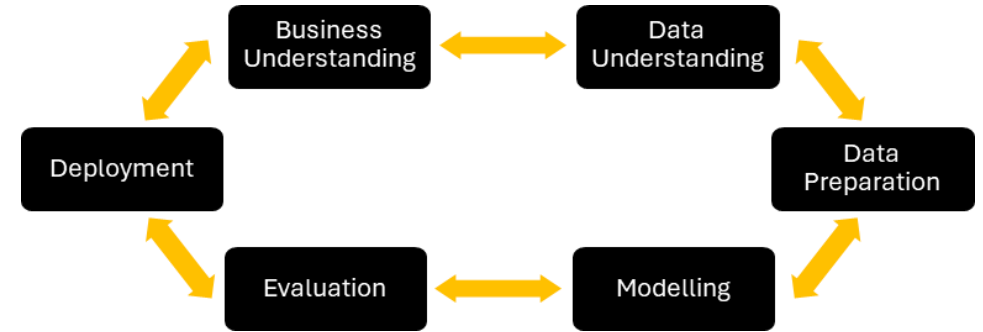 Business
Understanding
Data
Understanding
Deployment
Data
Preparation
Evaluation
Modelling